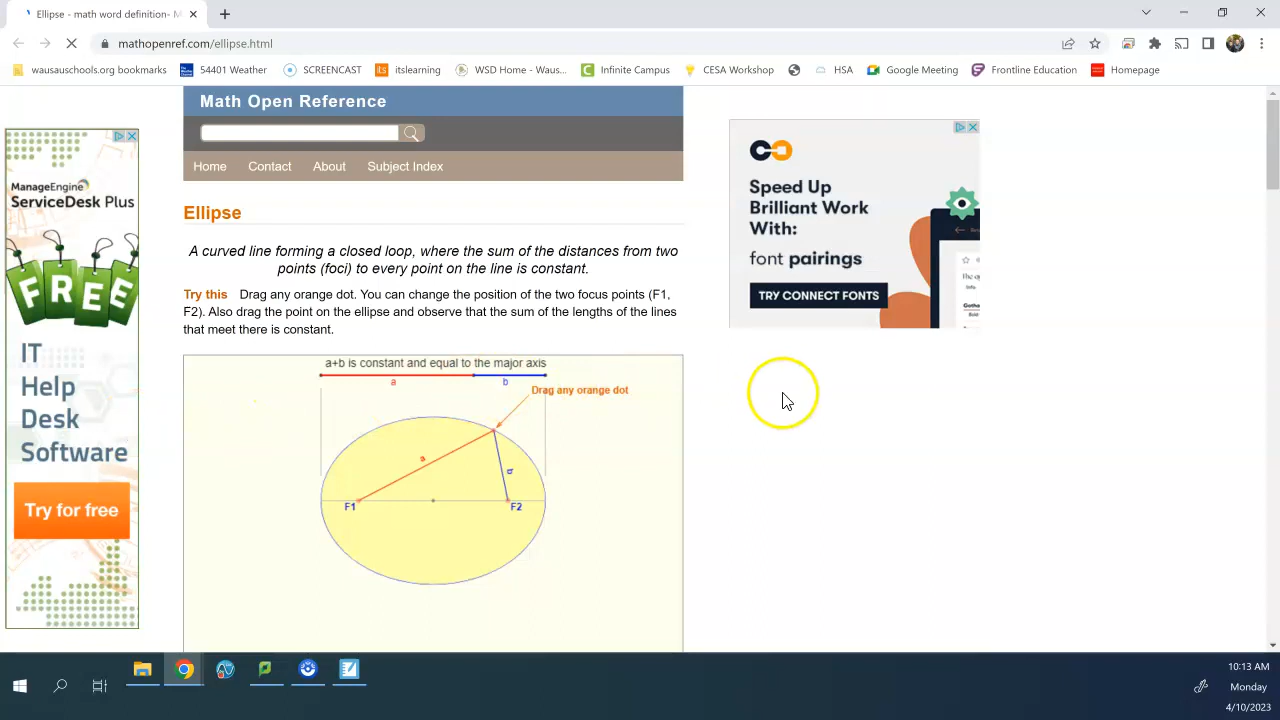 Ellipse - math word definition- M
mathopenref.com/ellipse.html
wausauschools.org bookmarks
54401 Weather
SCREENCAST
itslearning
WSD Home - Waus...
Infinite Campus
CESA Workshop
HSA
Google Meeting
Frontline Education
Homepage
Math Open Reference
Home
Contact
About
Subject Index
Ellipse
A curved line forming a closed loop, where the sum of the distances from two
points (foci) to every point on the line is constant.
Try this Drag any orange dot. You can change the position of the two focus points (F1,
F2). Also drag the point on the ellipse and observe that the sum of the lengths of the lines
that meet there is constant.
a+b is constant and equal to the major axis
a
b
Drag any orange dot
a
F1
F2
ManageEngine
ServiceDesk Plus
FREE
IT
Help
Desk
Software
Try for free
Speed Up
Brilliant Work
With:
font pairings
TRY CONNECT FONTS
10:13 AM
Monday
4/10/2023